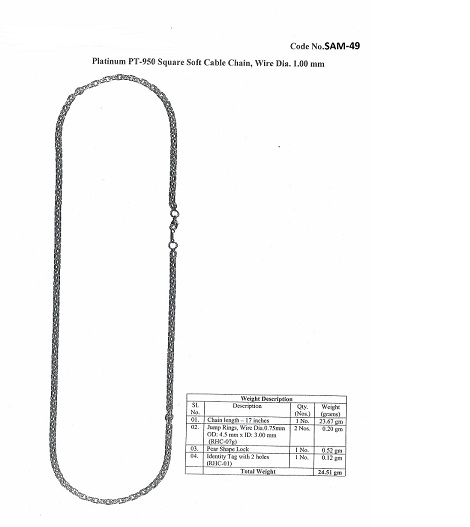 Code No.SAM-49
Platinum PT-950 Square Soft Cable Chain, Wire Dia. 1.00 mm
Weight Description
Sl. No. Description Qty. (Nos.) Weight (grams)
01. Chain length – 17 inches 1 No. 23.67 gm
02. Jump Rings, Wire Dia.0.75mm 2 Nos. 0.20 gm
OD: 4.5 mm x ID: 3.00 mm
(RHC-07g)
03. Pear Shape Lock 1 No. 0.52 gm
04. Identity Tag with 2 holes 1 No. 0.12 gm
(RHC-01)
Total Weight 24.51 gm